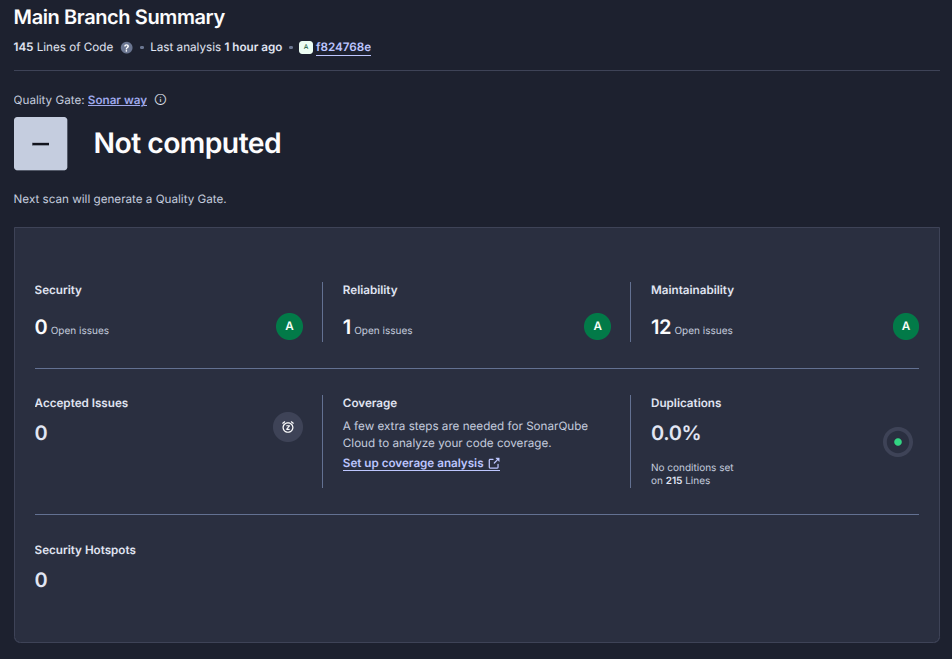 Main Branch Summary
145 Lines of Code ? • Last analysis 1 hour ago • A f824768e
Quality Gate: Sonar way
Not computed
Next scan will generate a Quality Gate.
Security
0 Open issues A
Reliability
1 Open issues A
Maintainability
12 Open issues A
Accepted Issues
0
Coverage
A few extra steps are needed for SonarQube
Cloud to analyze your code coverage.
Set up coverage analysis
Duplications
0.0%
No conditions set
on 215 Lines
Security Hotspots
0